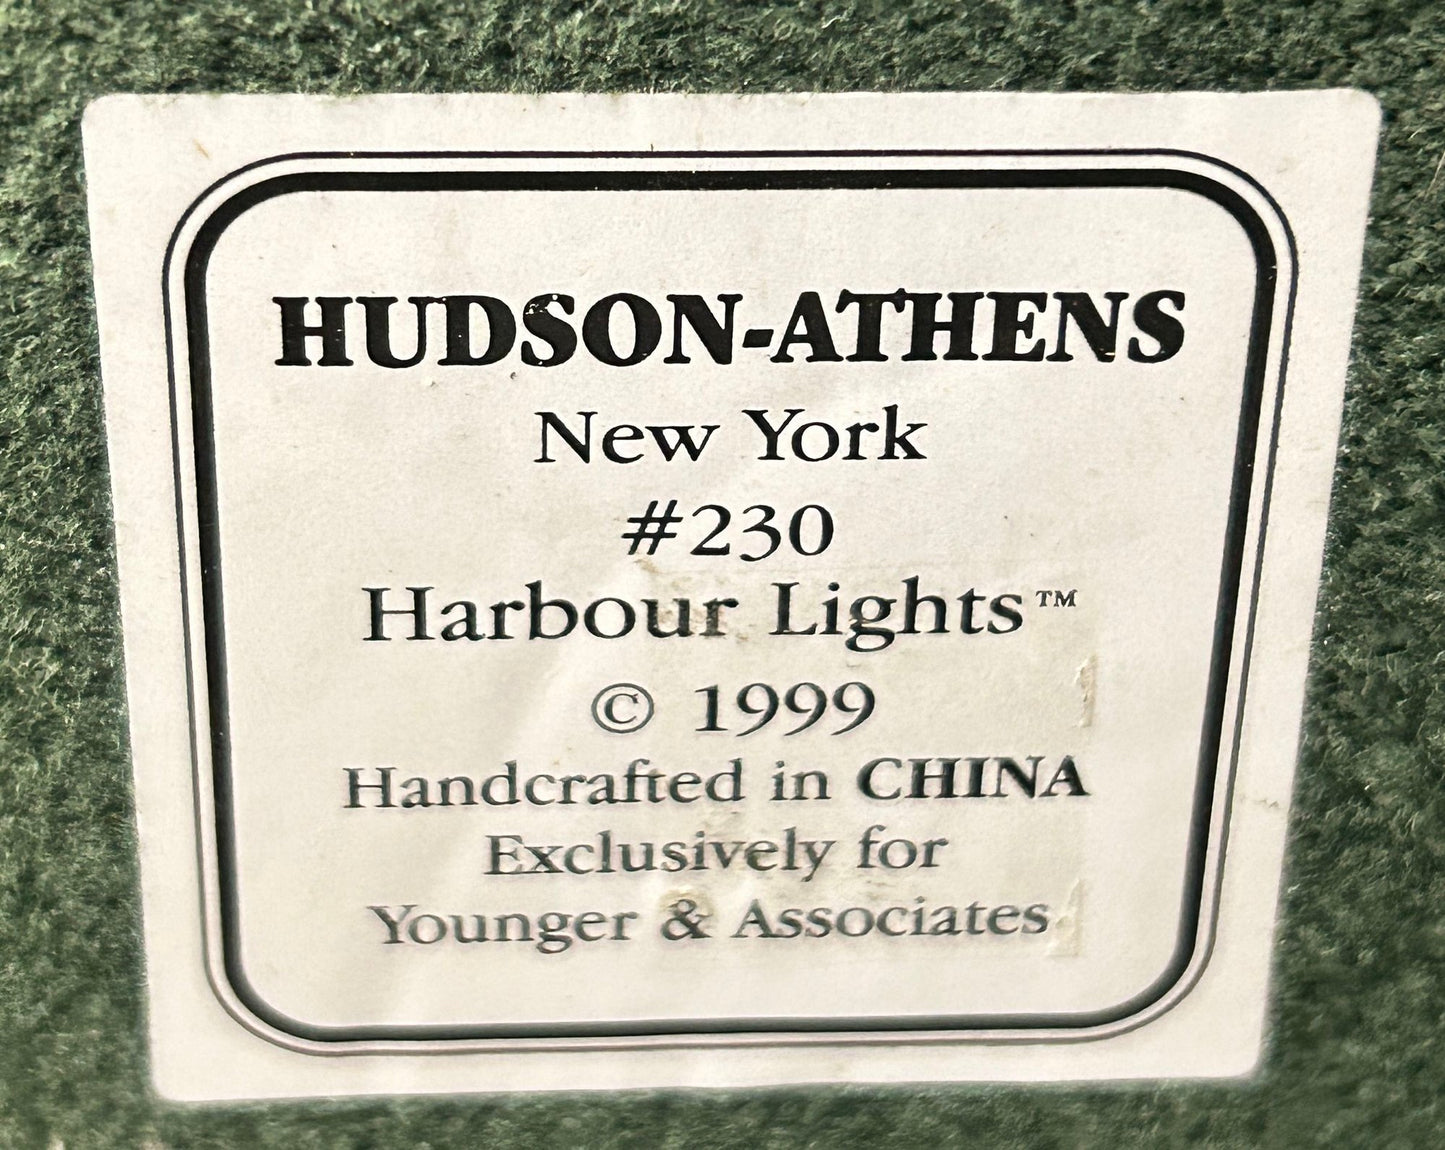 HUDSON-ATHENS
New York
#230
Harbour Lights™
© 1999
Handcrafted in CHINA
Exclusively for
Younger & Associates